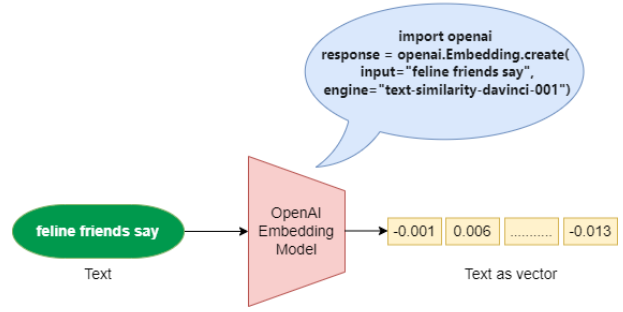 import openai
response = openai.Embedding.create(
input="feline friends say",
engine="text-similarity-davinci-001")
feline friends say
OpenAI
Embedding
Model
-0.001
0.006
..........
-0.013
Text
Text as vector